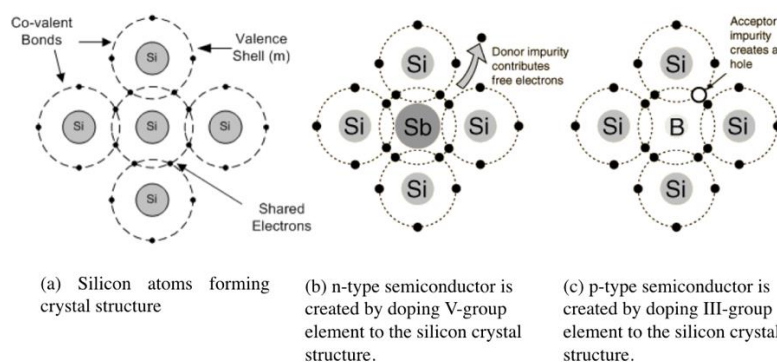 Co-valent
Bonds
Valence
Shell (m)
Si
Si
Si
Si
Si
Shared
Electrons
(a) Silicon atoms forming
crystal structure
Donor impurity
contributes
free electrons
Si
Si
Sb
Si
Si
(b) n-type semiconductor is
created by doping V-group
element to the silicon crystal
structure.
Acceptor
impurity
creates a
hole
Si
Si
B
Si
Si
(c) p-type semiconductor is
created by doping III-group
element to the silicon crystal
structure.